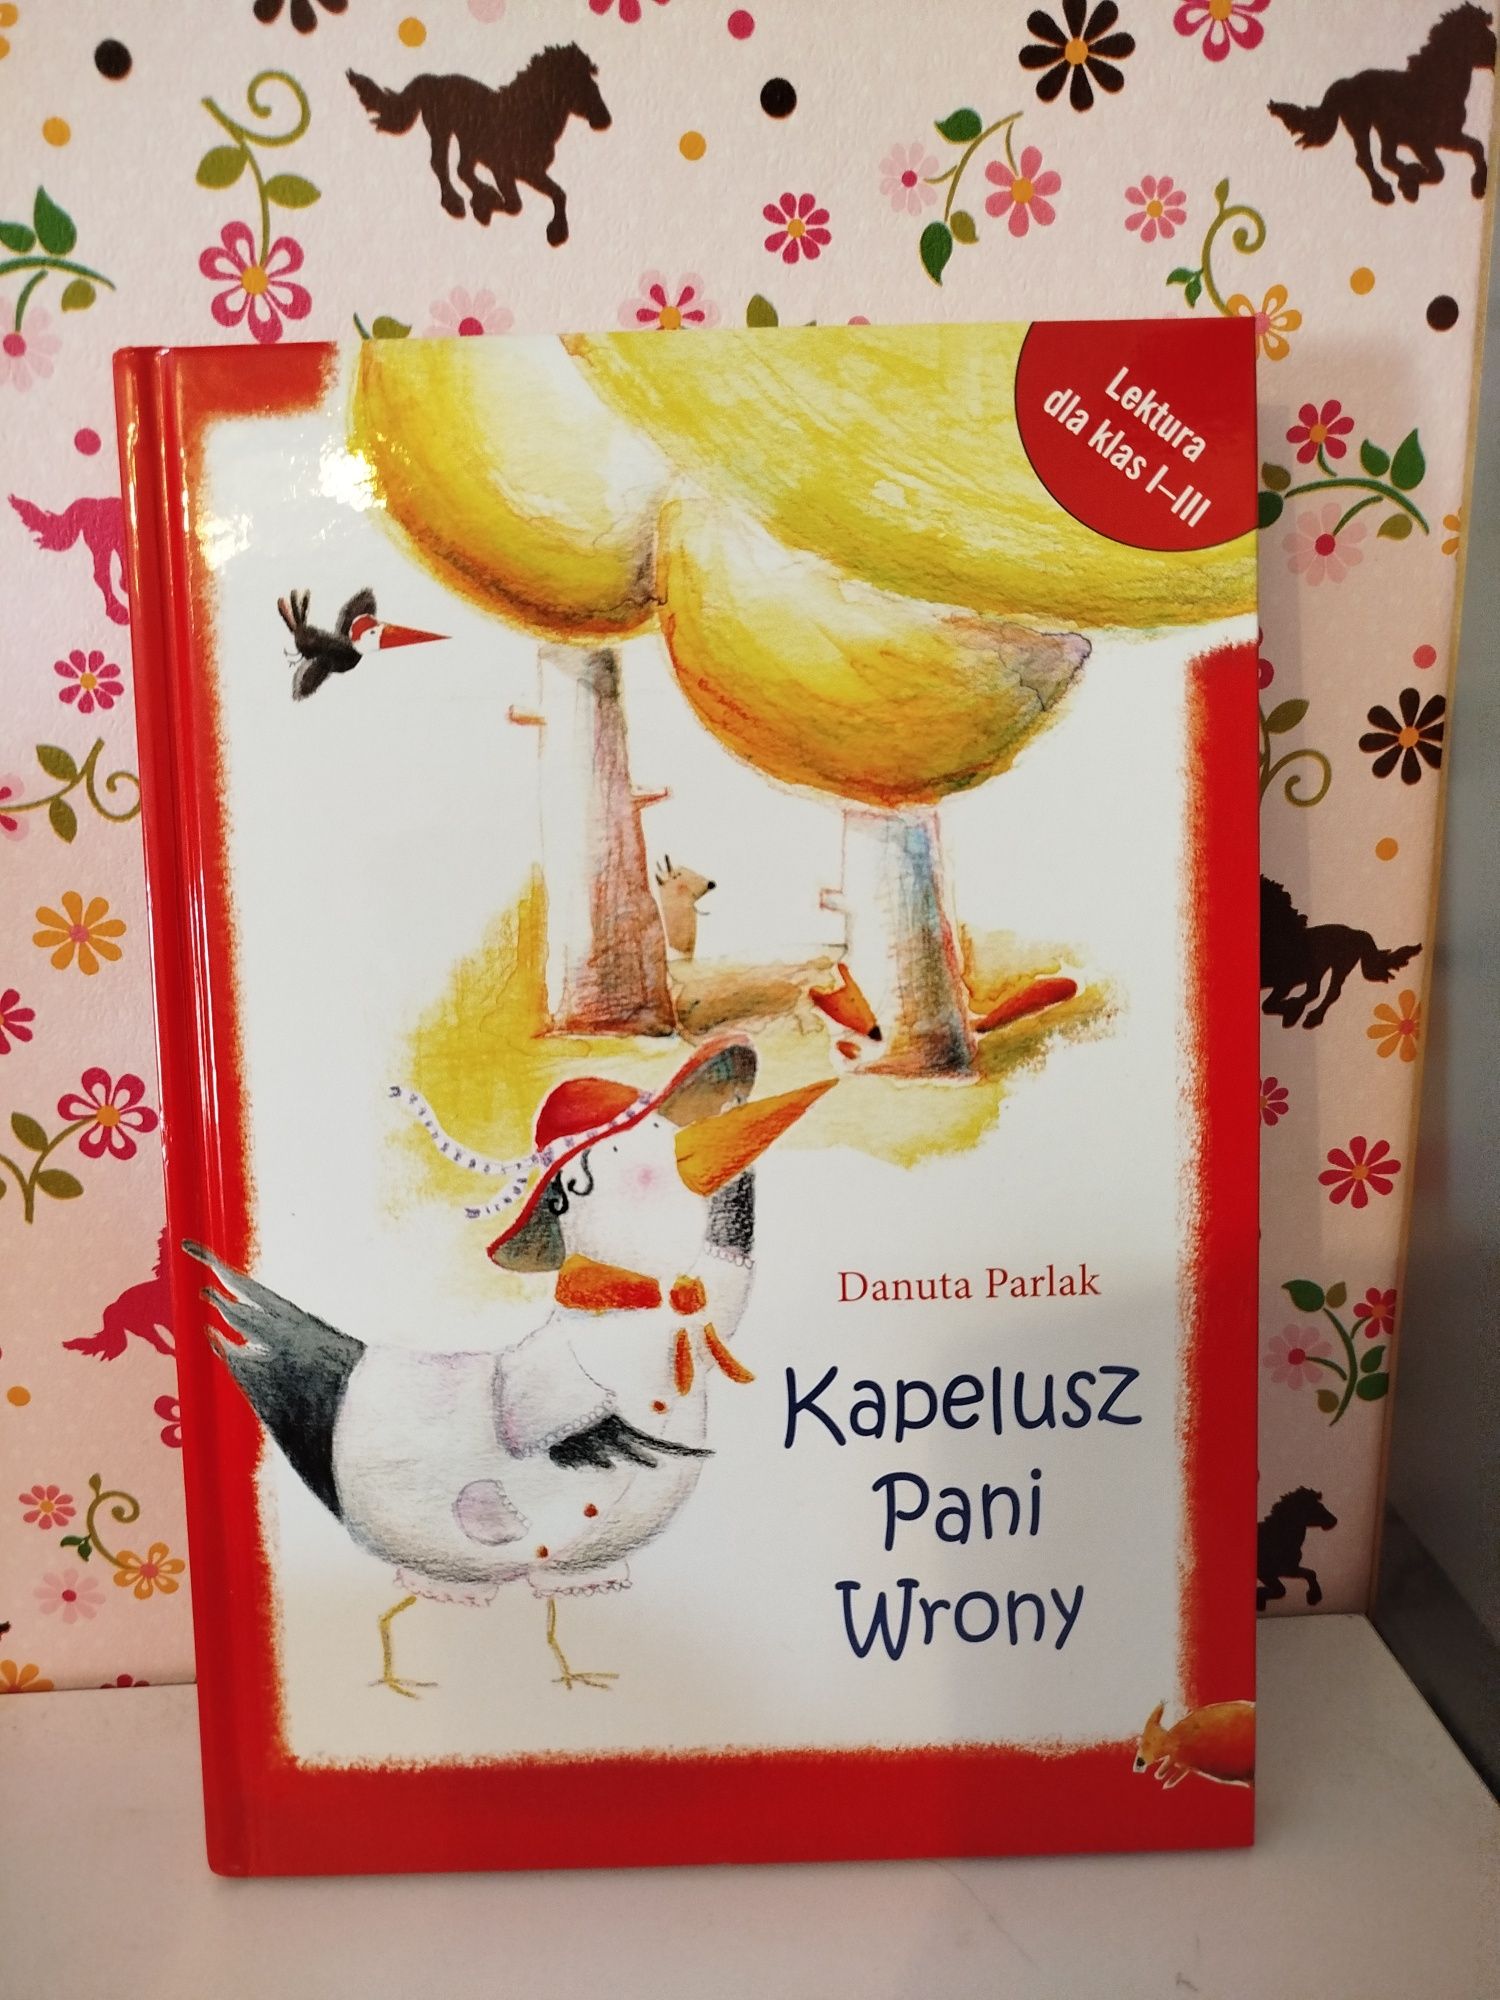 Lektura
dla klas I–III
Danuta Parlak
Kapelusz
Pani
Wrony